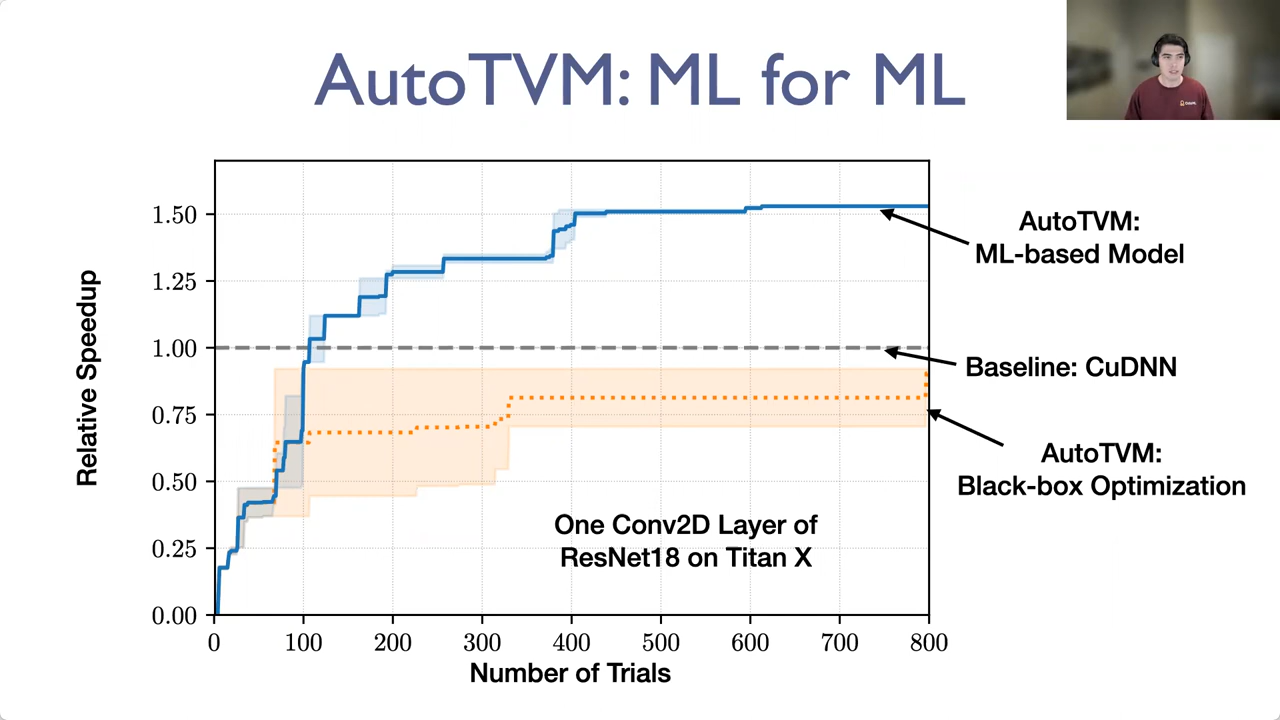 AutoTVM: ML for ML
1.50
1.25
1.00
0.75
0.50
0.25
0.00
0 100 200 300 400 500 600 700 800
Relative Speedup
Number of Trials
One Conv2D Layer of
ResNet18 on Titan X
AutoTVM:
ML-based Model
Baseline: CuDNN
AutoTVM:
Black-box Optimization